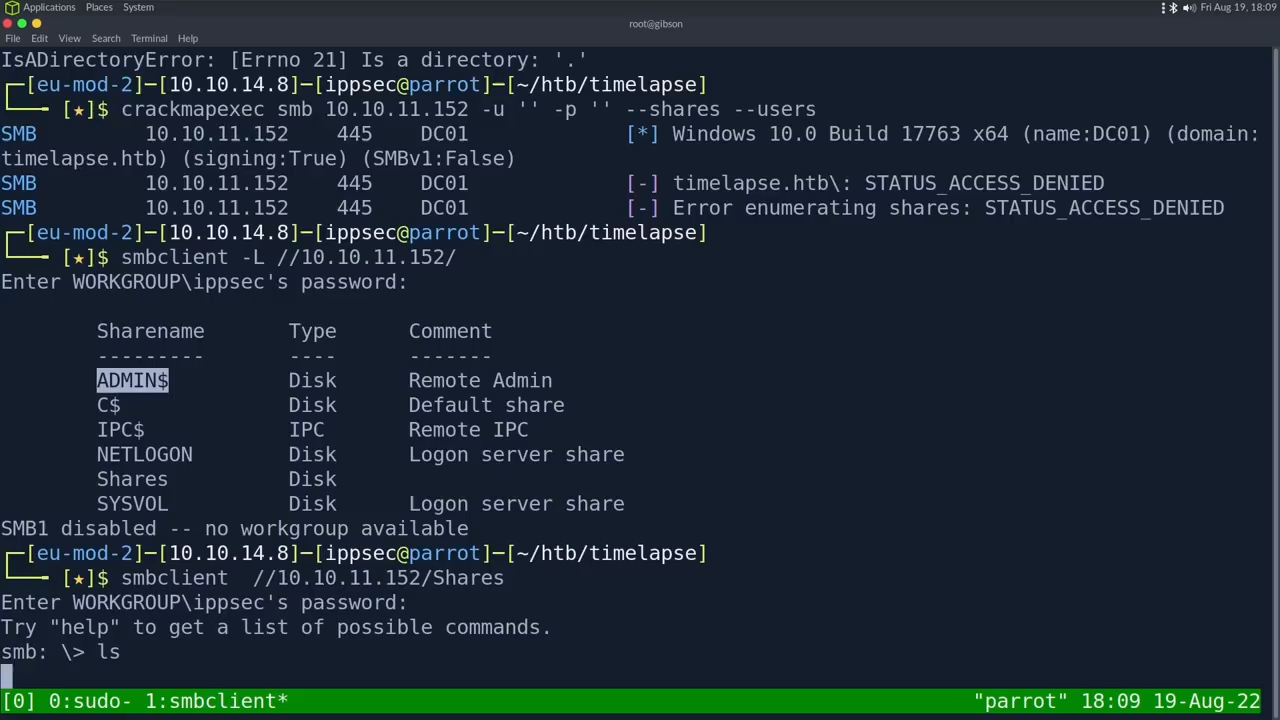 Applications Places System Fri Aug 19, 18:09
root@gibson
File Edit View Search Terminal Help
IsADirectoryError: [Errno 21] Is a directory: '.'
┌─[eu-mod-2]─[10.10.14.8]─[ippsec@parrot]─[~/htb/timelapse]
└── [★]$ crackmapexec smb 10.10.11.152 -u '' -p '' --shares --users
SMB 10.10.11.152 445 DC01 [*] Windows 10.0 Build 17763 x64 (name:DC01) (domain:
timelapse.htb) (signing:True) (SMBv1:False)
SMB 10.10.11.152 445 DC01 [-] timelapse.htb\: STATUS_ACCESS_DENIED
SMB 10.10.11.152 445 DC01 [-] Error enumerating shares: STATUS_ACCESS_DENIED
┌─[eu-mod-2]─[10.10.14.8]─[ippsec@parrot]─[~/htb/timelapse]
└── [★]$ smbclient -L //10.10.11.152/
Enter WORKGROUP\ippsec's password:
Sharename Type Comment
--------- ---- -------
ADMIN$ Disk Remote Admin
C$ Disk Default share
IPC$ IPC Remote IPC
NETLOGON Disk Logon server share
Shares Disk
SYSVOL Disk Logon server share
SMB1 disabled -- no workgroup available
┌─[eu-mod-2]─[10.10.14.8]─[ippsec@parrot]─[~/htb/timelapse]
└── [★]$ smbclient  //10.10.11.152/Shares
Enter WORKGROUP\ippsec's password:
Try "help" to get a list of possible commands.
smb: \> ls
[0] 0:sudo- 1:smbclient* "parrot" 18:09 19-Aug-22